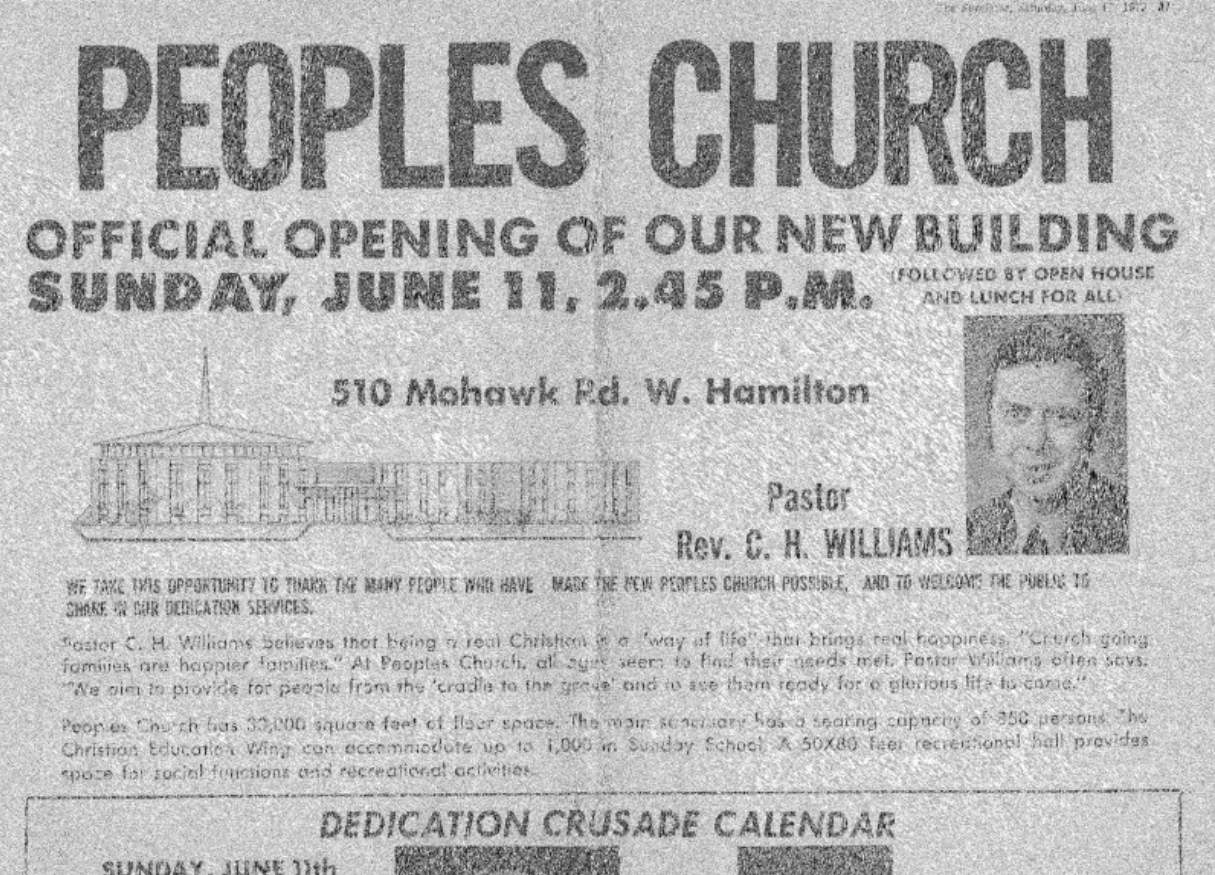 The Spectator, Saturday, June 1972
PEOPLES CHURCH
OFFICIAL OPENING OF OUR NEW BUILDING
SUNDAY, JUNE 11, 2.45 P.M.
(FOLLOWED BY OPEN HOUSE
AND LUNCH FOR ALL)
510 Mohawk Rd. W. Hamilton
Pastor
Rev. C. H. WILLIAMS
WE TAKE THIS OPPORTUNITY TO THANK THE MANY PEOPLE WHO HAVE MADE THE NEW PEOPLES CHURCH POSSIBLE, AND TO WELCOME THE PUBLIC TO
SHARE IN OUR DEDICATION SERVICES.
Pastor C. H. Williams believes that being a real Christian is a "way of life" that brings real happiness. "Church going
families are happier families." At Peoples Church, all ages seem to find their needs met. Pastor Williams often says:
"We aim to provide for people from the 'cradle to the grave' and to see them ready for a glorious life to come."
Peoples Church has 30,000 square feet of floor space. The main sanctuary has a seating capacity of 850 persons. The
Christian Education Wing can accommodate up to 1,000 in Sunday School. A 50X80 feet recreational hall provides
space for social functions and recreational activities.
DEDICATION CRUSADE CALENDAR
SUNDAY, JUNE 11th